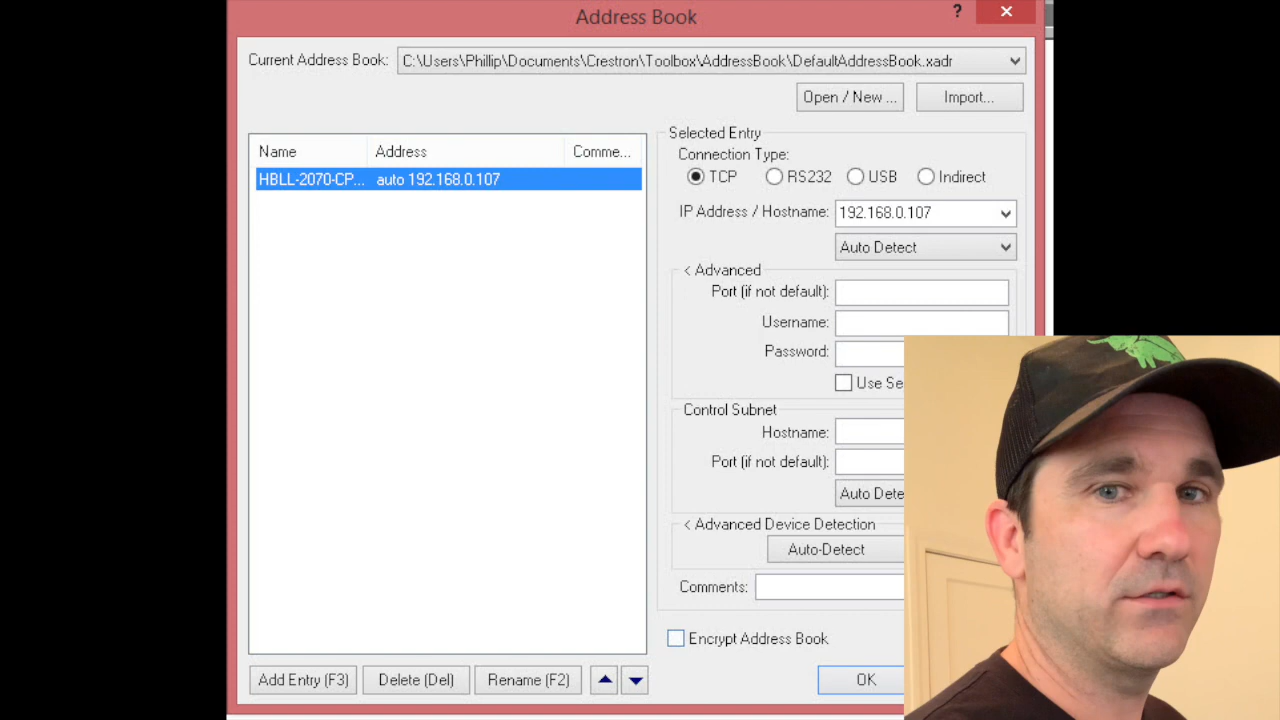 Address Book
?
Current Address Book: C:\Users\Phillip\Documents\Crestron\Toolbox\AddressBook\DefaultAddressBook.xadr
Open / New ... Import...
Name Address Comme...
HBLL-2070-CP... auto 192.168.0.107
Selected Entry
Connection Type:
TCP RS232 USB Indirect
IP Address / Hostname: 192.168.0.107
Auto Detect
< Advanced
Port (if not default):
Username:
Password:
Use Se
Control Subnet
Hostname:
Port (if not default):
Auto Dete
< Advanced Device Detection
Auto-Detect
Comments:
Encrypt Address Book
Add Entry (F3) Delete (Del) Rename (F2) OK